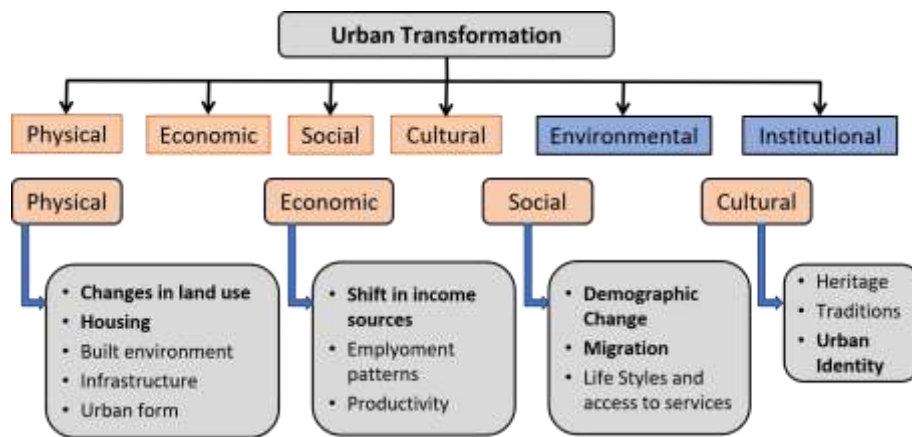 Urban Transformation
Physical
Economic
Social
Cultural
Environmental
Institutional
Physical
Economic
Social
Cultural
• Changes in land use
• Housing
• Built environment
• Infrastructure
• Urban form
• Shift in income
sources
• Emplyoment
patterns
• Productivity
• Demographic
Change
• Migration
• Life Styles and
access to services
• Heritage
• Traditions
• Urban
Identity